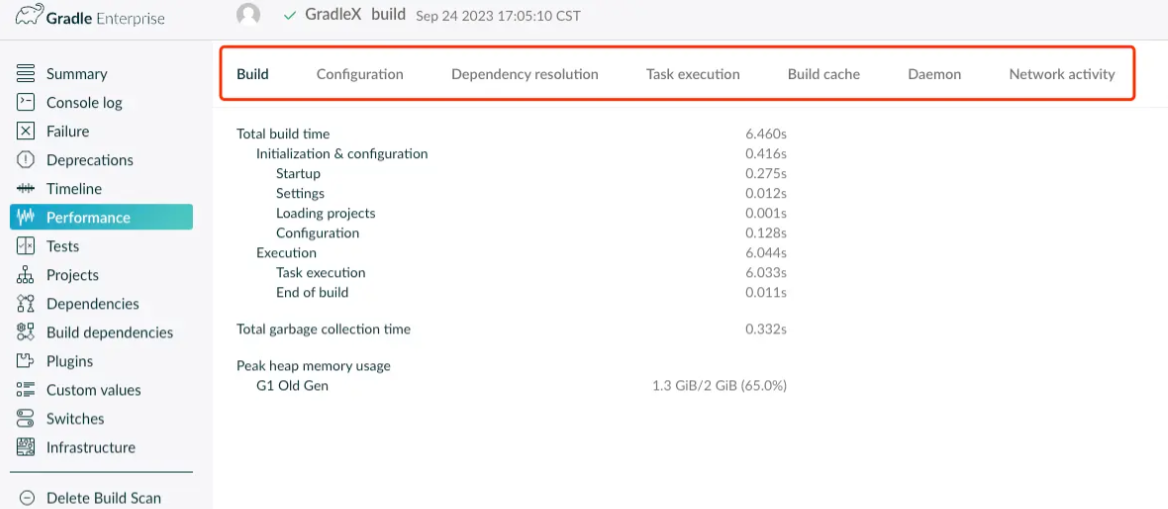 Gradle Enterprise
GradleX build Sep 24 2023 17:05:10 CST
Summary
Console log
Failure
Deprecations
Timeline
Performance
Tests
Projects
Dependencies
Build dependencies
Plugins
Custom values
Switches
Infrastructure
Delete Build Scan
Build Configuration Dependency resolution Task execution Build cache Daemon Network activity
Total build time 6.460s
Initialization & configuration 0.416s
Startup 0.275s
Settings 0.012s
Loading projects 0.001s
Configuration 0.128s
Execution 6.044s
Task execution 6.033s
End of build 0.011s
Total garbage collection time 0.332s
Peak heap memory usage
G1 Old Gen 1.3 GiB/2 GiB (65.0%)